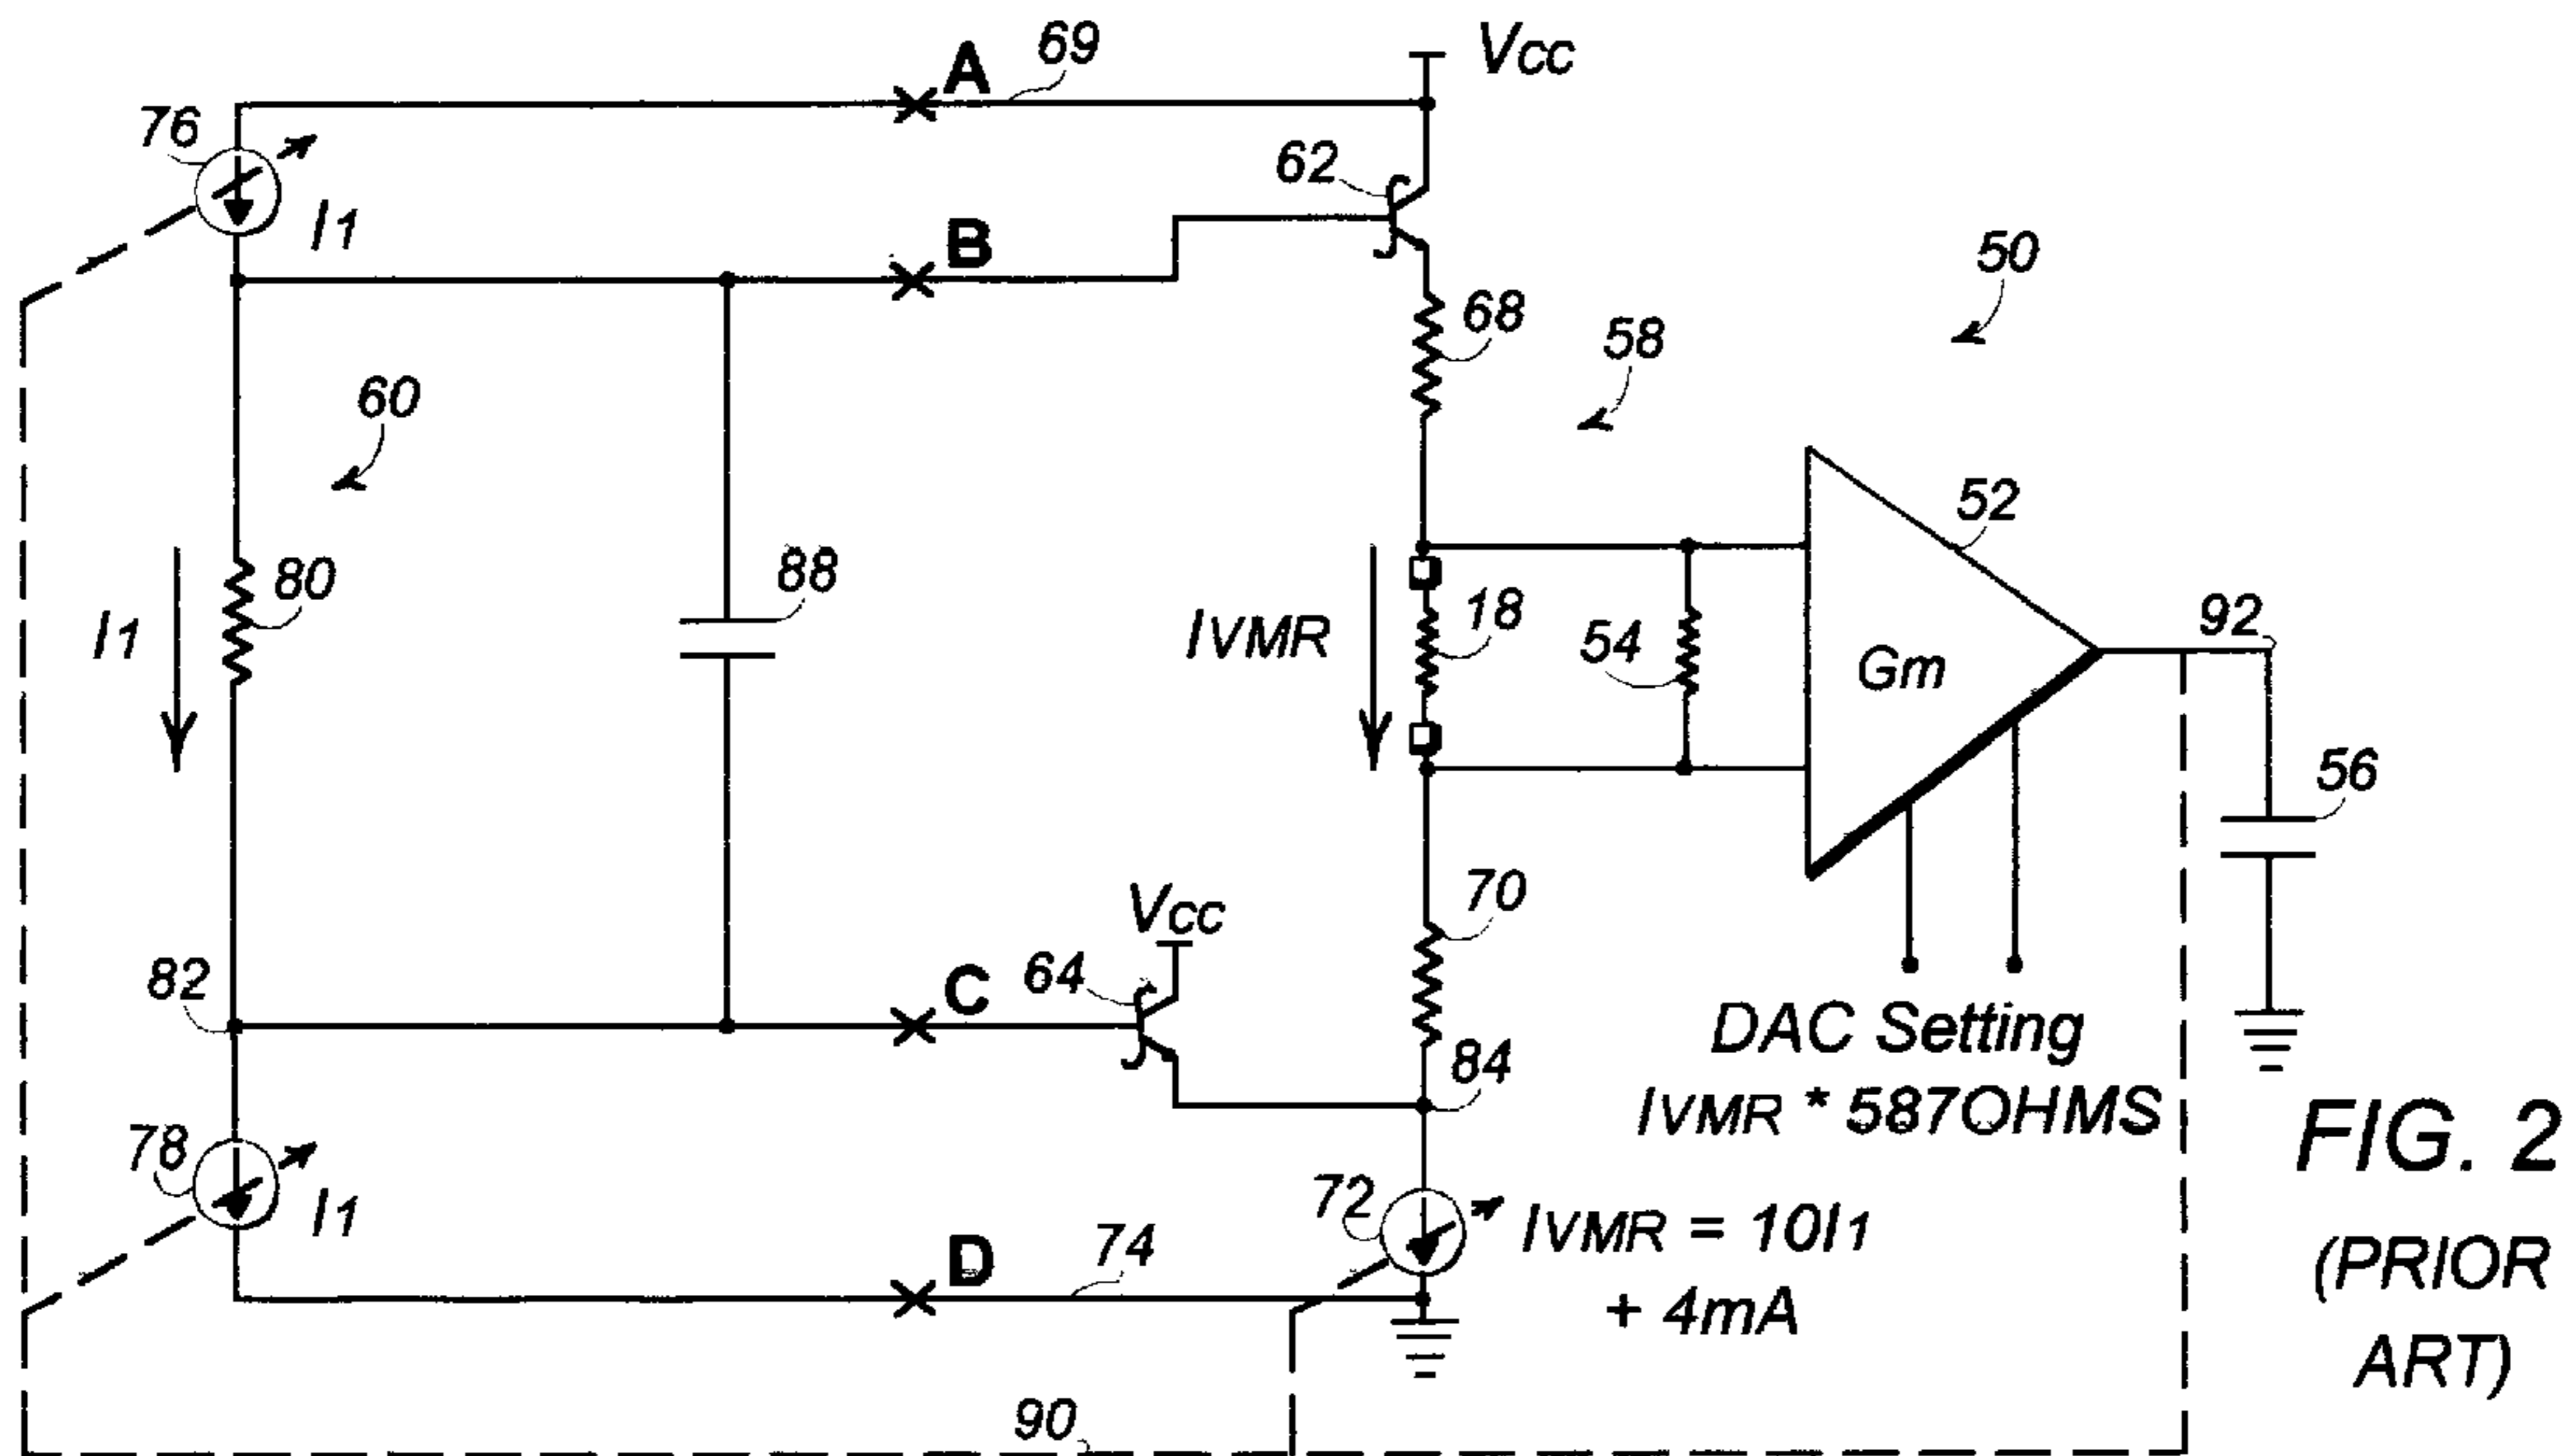 A
69
VCC
76
62
I1
B
50
68
58
60
52
80
88
18
I1
IVMR
54
Gm
92
56
VCC
70
82
C
64
DAC Setting
84
IVMR * 587OHMS
FIG. 2
78
I1
72
IVMR = 10I1
(PRIOR
D
74
+ 4mA
ART)
90